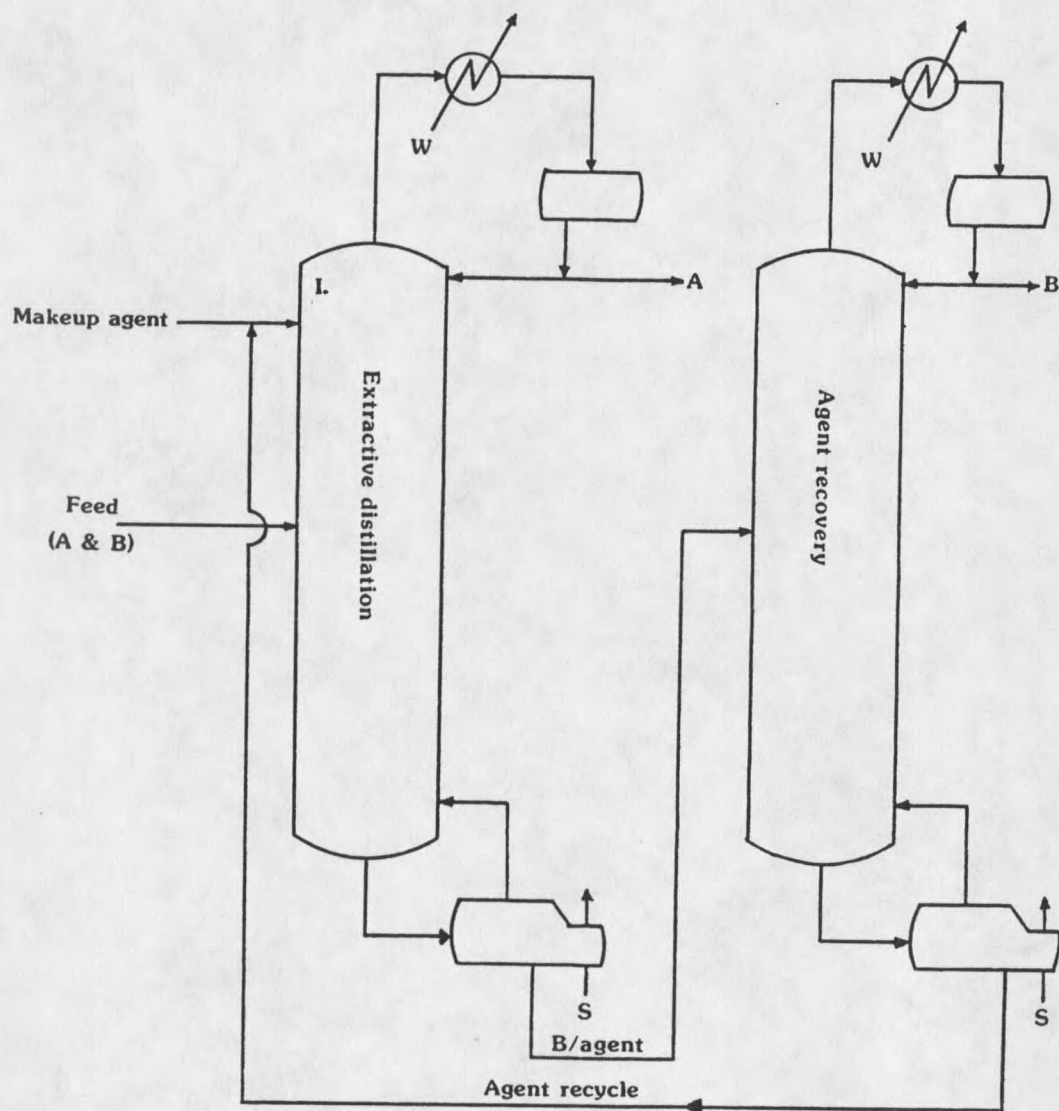 W
W
I.
A
B
Makeup agent
Extractive distillation
Agent recovery
Feed
(A & B)
S
S
B/agent
Agent recycle